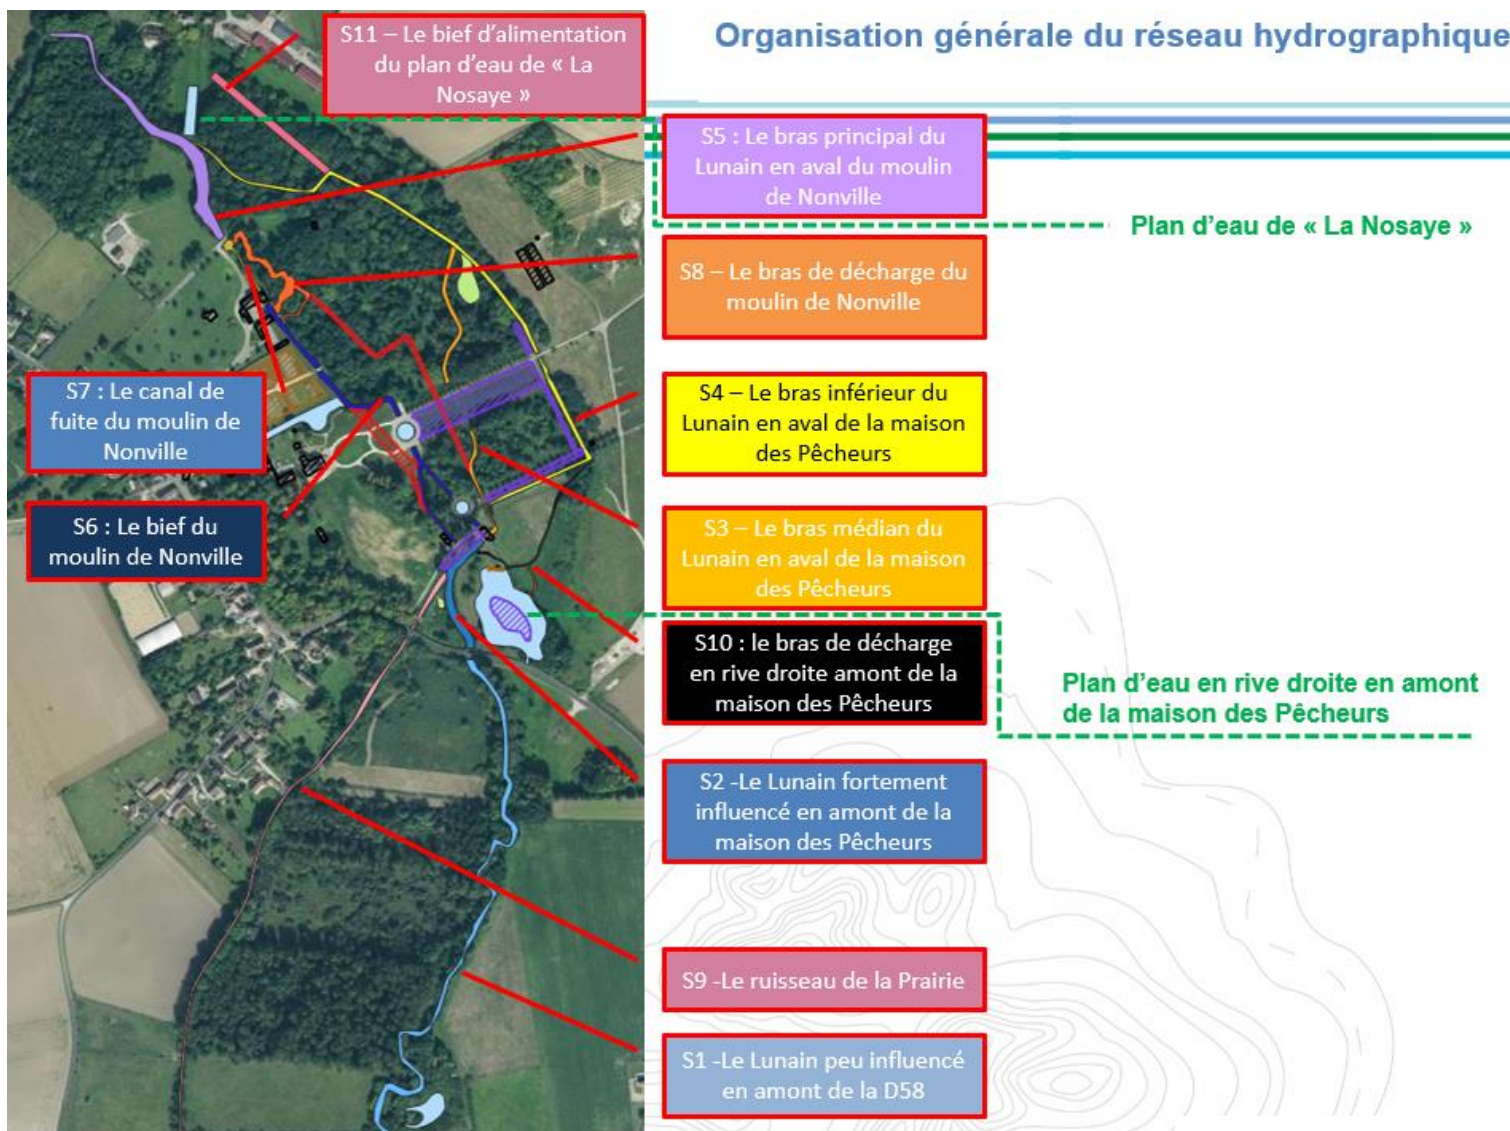 Organisation générale du réseau hydrographique
S11 – Le bief d'alimentation
du plan d'eau de « La
Nosaye »
S5 : Le bras principal du
Lunain en aval du moulin
de Nonville
Plan d'eau de « La Nosaye »
S8 – Le bras de décharge du
moulin de Nonville
S7 : Le canal de
fuite du moulin de
Nonville
S4 – Le bras inférieur du
Lunain en aval de la maison
des Pêcheurs
S6 : Le bief du
moulin de Nonville
S3 – Le bras médian du
Lunain en aval de la maison
des Pêcheurs
S10 : le bras de décharge
en rive droite amont de la
maison des Pêcheurs
Plan d'eau en rive droite en amont
de la maison des Pêcheurs
S2 -Le Lunain fortement
influencé en amont de la
maison des Pêcheurs
S9 -Le ruisseau de la Prairie
S1 -Le Lunain peu influencé
en amont de la D58